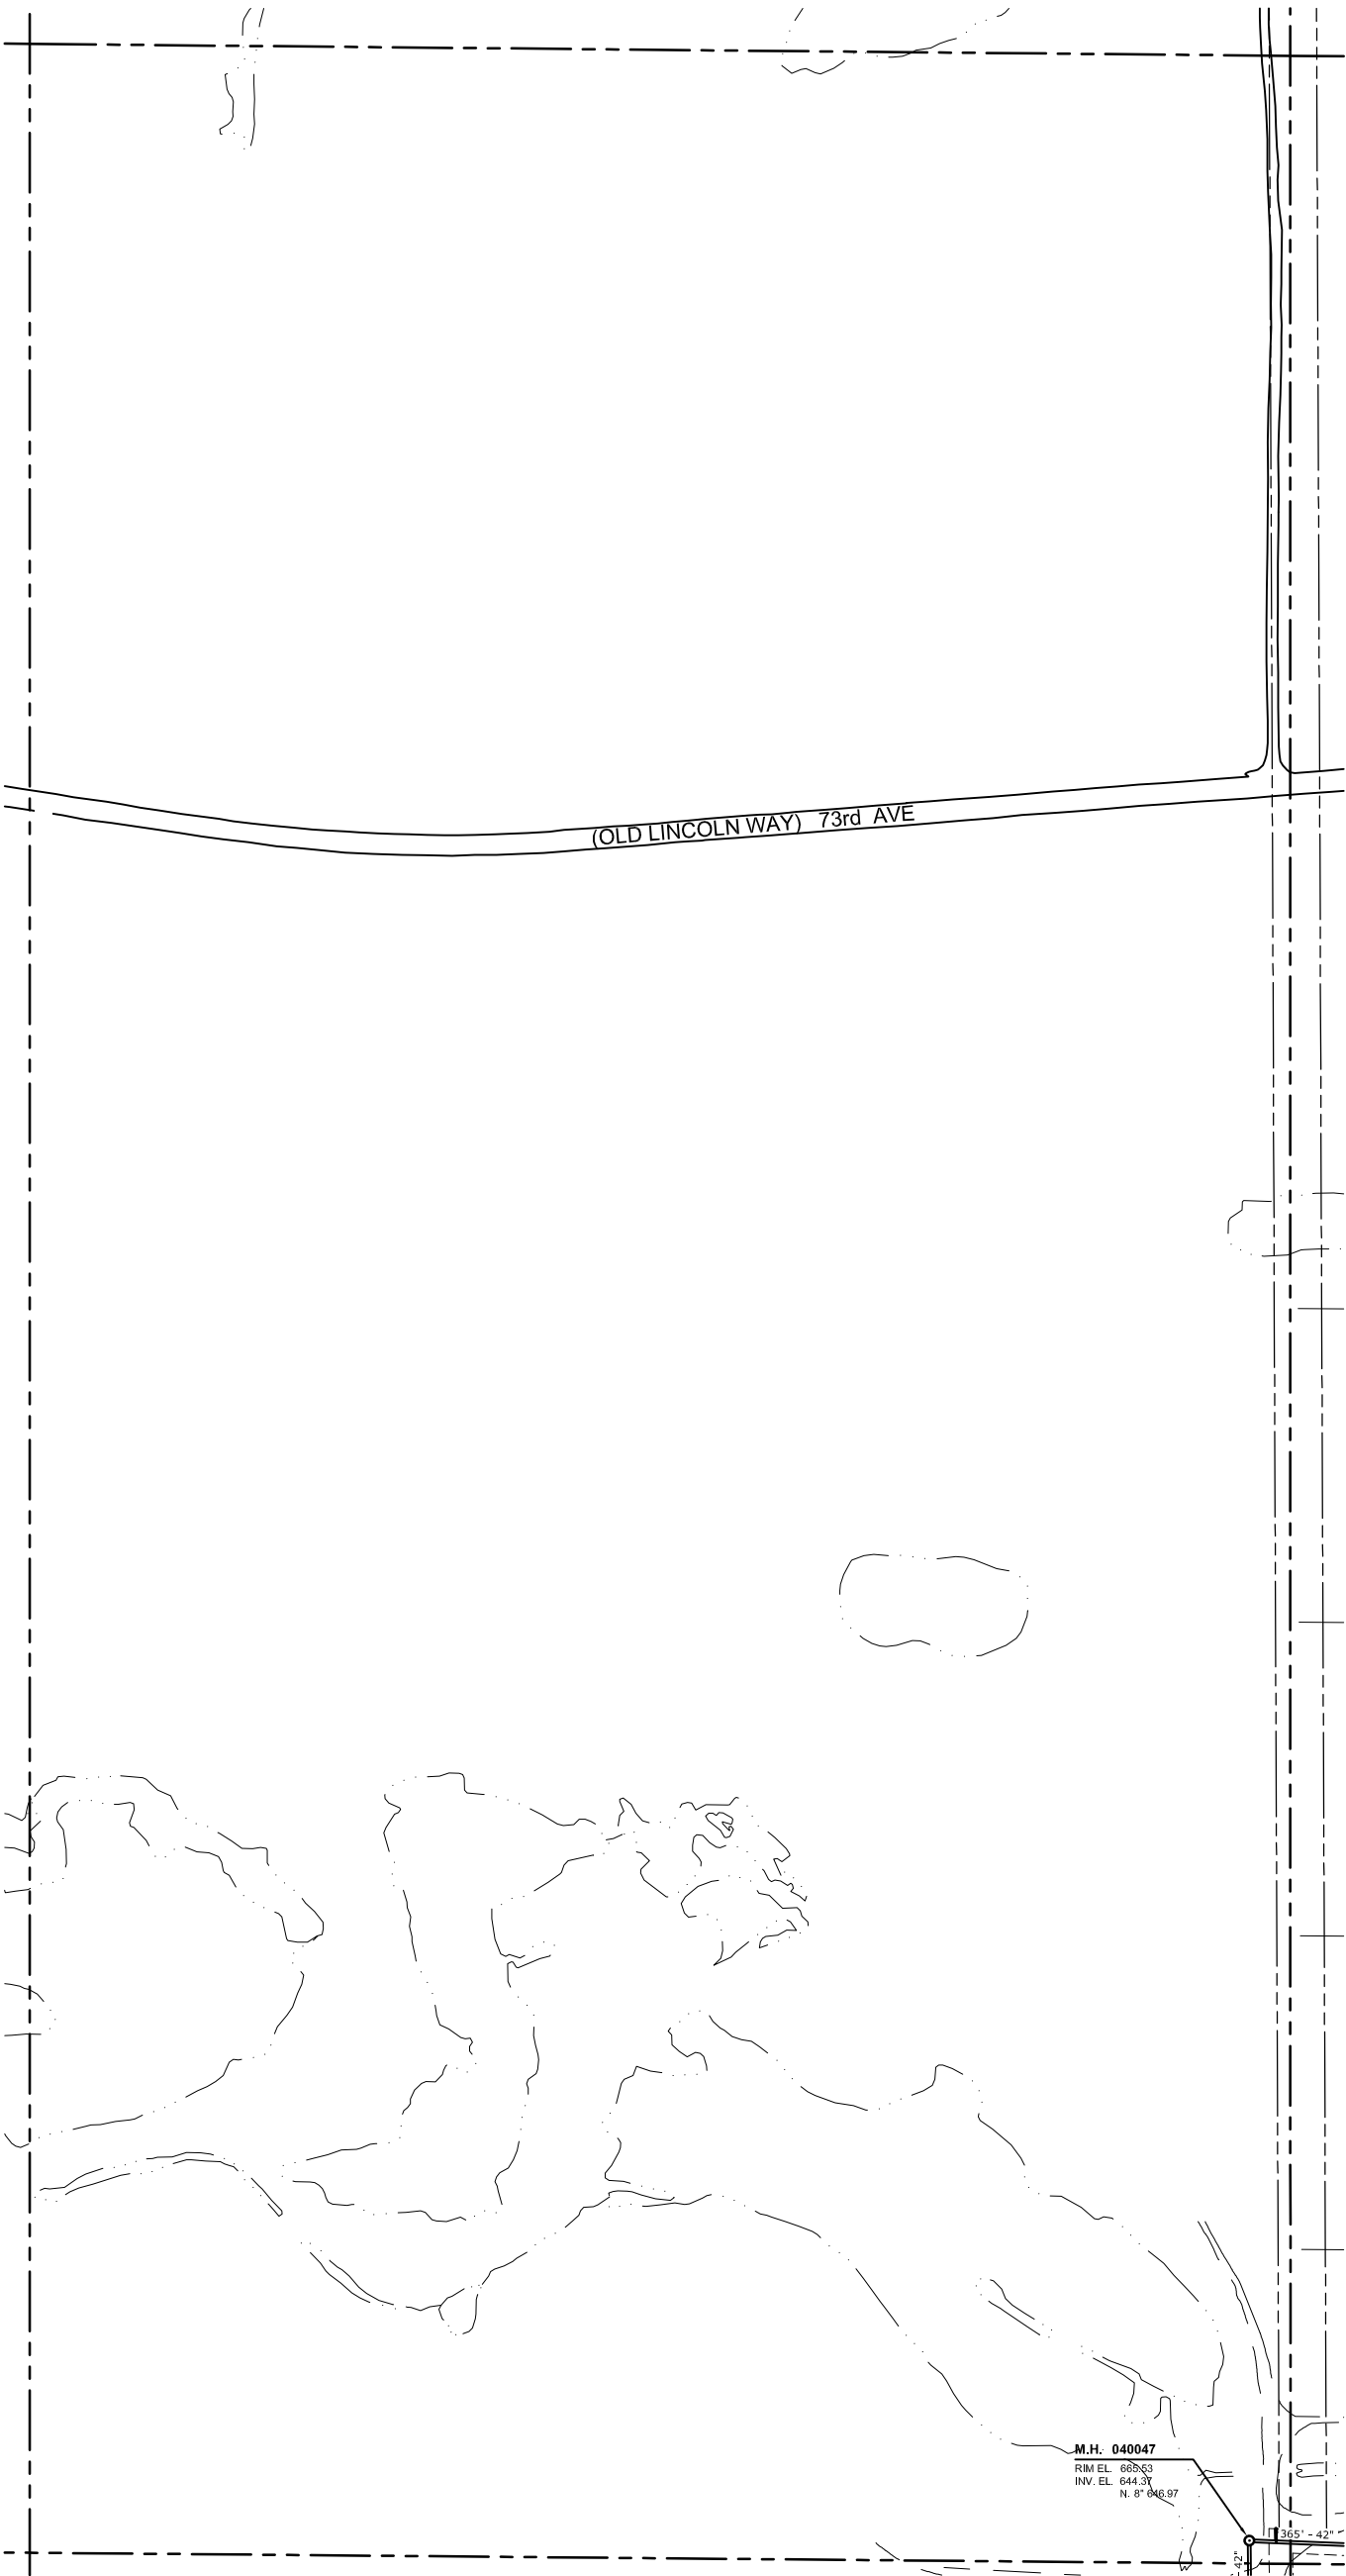 (OLD LINCOLN WAY) 73rd AVE
M.H. 040047
RIM EL. 665.53
INV. EL. 644.37
N. 8" 646.97
365' - 42"
- 42"